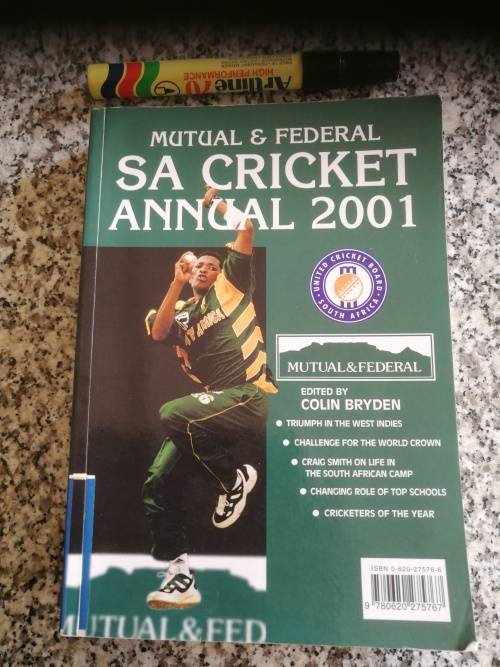 Artline 70
HIGH PERFORMANCE
MUTUAL & FEDERAL
SA CRICKET
ANNUAL 2001
UNITED CRICKET BOARD
SOUTH AFRICA
MUTUAL&FEDERAL
EDITED BY
COLIN BRYDEN
• TRIUMPH IN THE WEST INDIES
• CHALLENGE FOR THE WORLD CROWN
• CRAIG SMITH ON LIFE IN
THE SOUTH AFRICAN CAMP
• CHANGING ROLE OF TOP SCHOOLS
• CRICKETERS OF THE YEAR
ISBN 0-620-27576-8
9 780620 275767
MUTUAL&FED